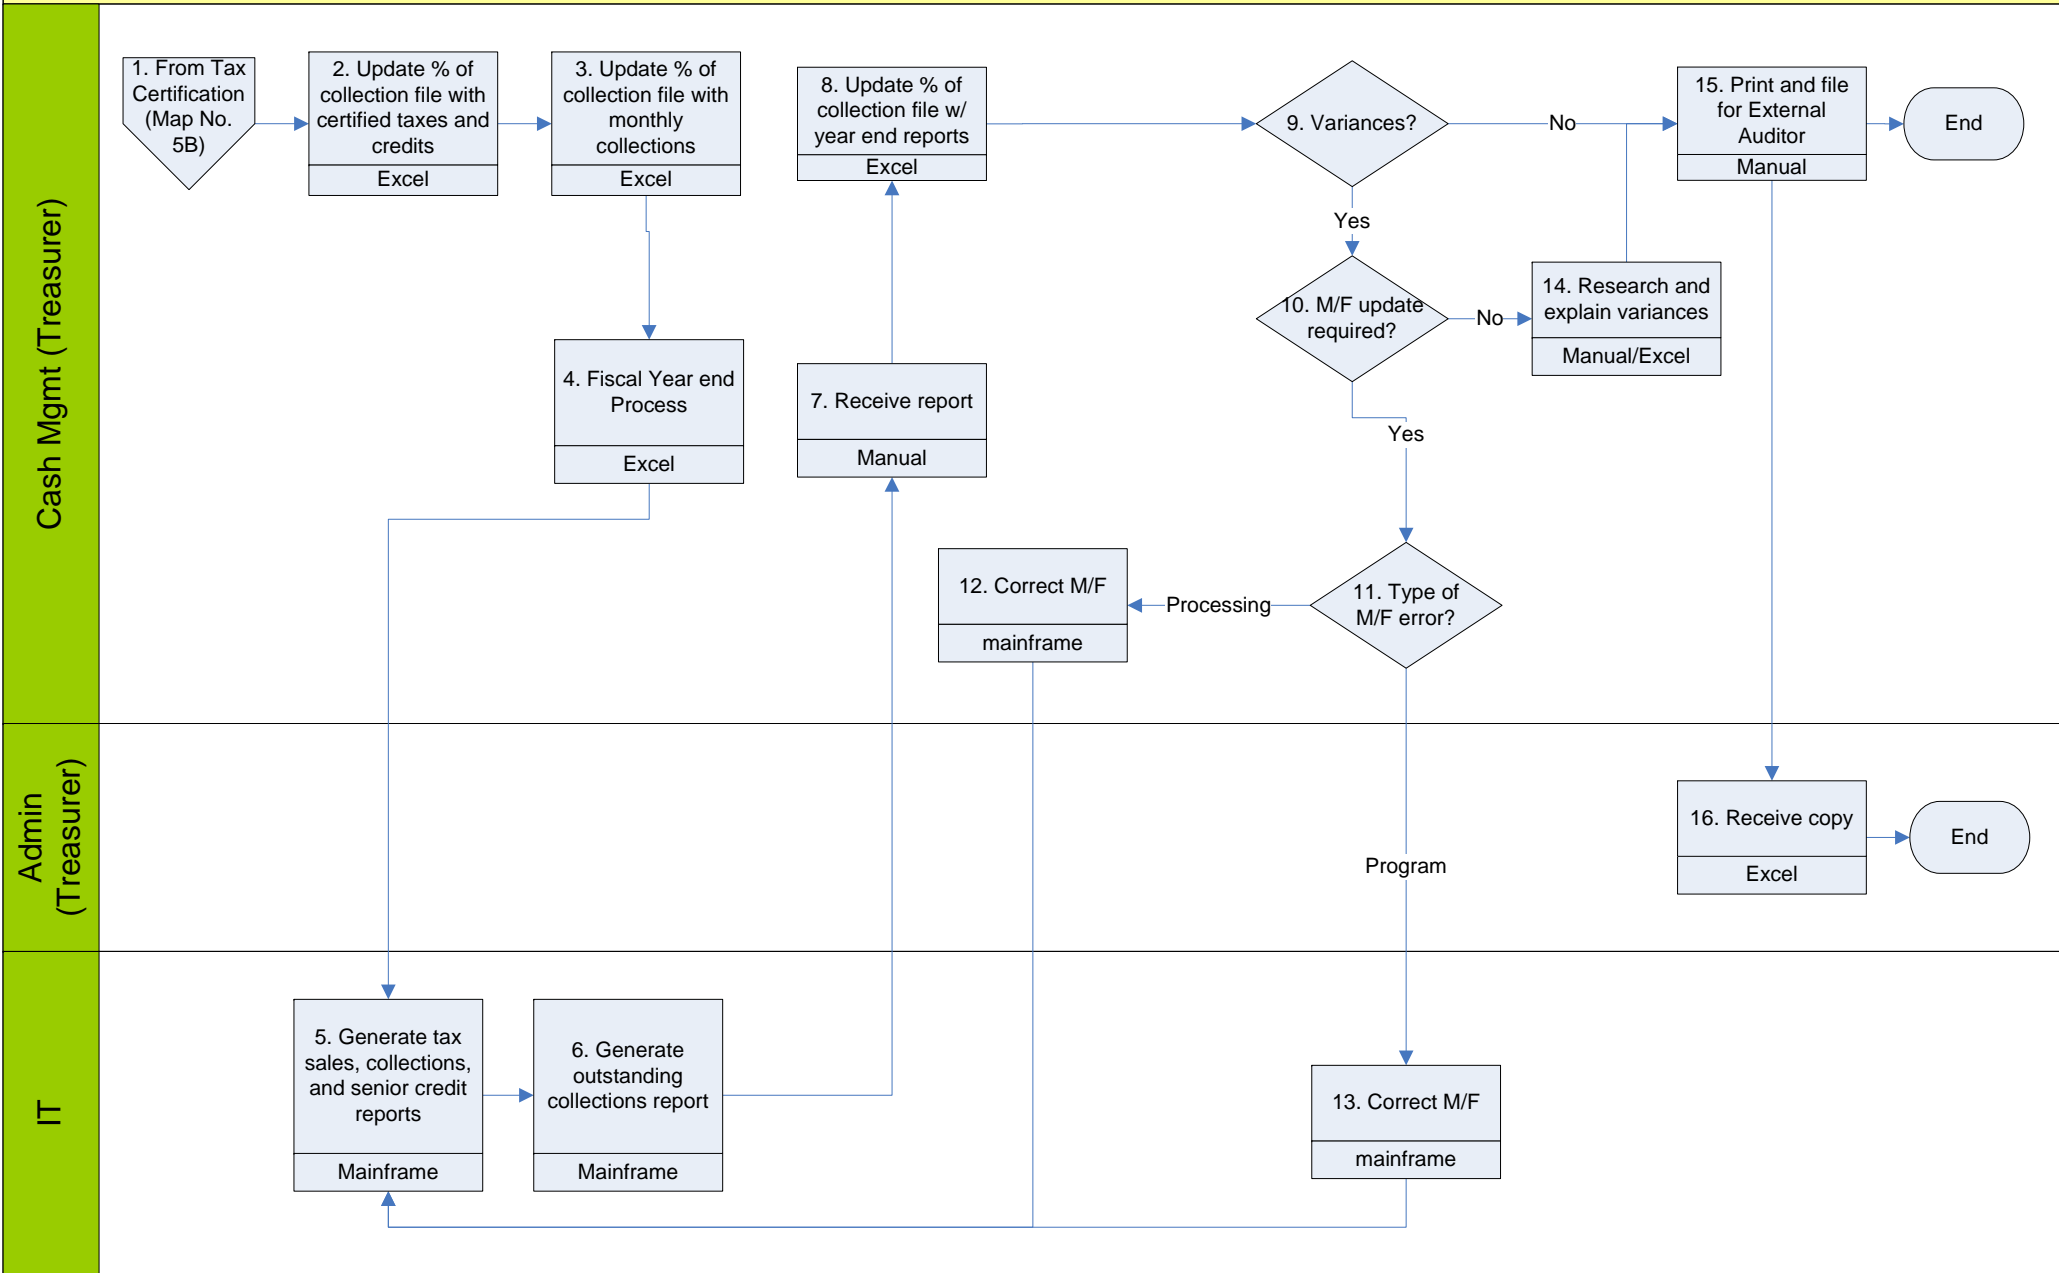 Cash Mgmt (Treasurer)
1. From Tax
Certification
(Map No.
5B)
2. Update % of
collection file with
certified taxes and
credits
Excel
3. Update % of
collection file with
monthly
collections
Excel
4. Fiscal Year end
Process
Excel
8. Update % of
collection file w/
year end reports
Excel
7. Receive report
Manual
9. Variances?
No
Yes
10. M/F update
required?
No
Yes
14. Research and
explain variances
Manual/Excel
15. Print and file
for External
Auditor
Manual
End
12. Correct M/F
mainframe
Processing
11. Type of
M/F error?
Program
Admin
(Treasurer)
16. Receive copy
Excel
End
IT
5. Generate tax
sales, collections,
and senior credit
reports
Mainframe
6. Generate
outstanding
collections report
Mainframe
13. Correct M/F
mainframe